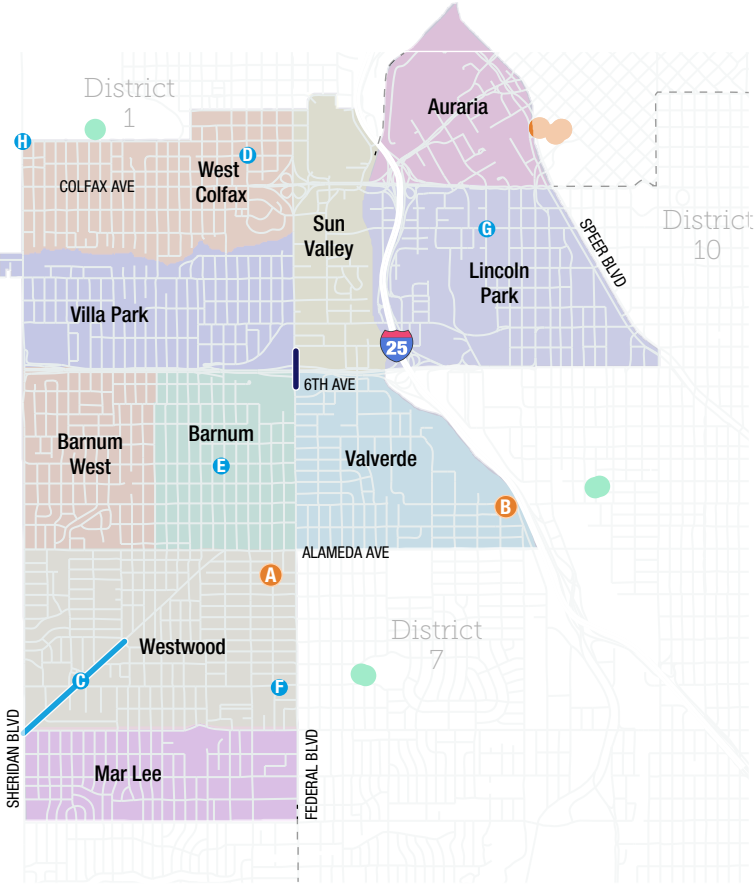 District
1
Auraria
H
D
West
Colfax
COLFAX AVE
Sun
Valley
G
SPEER BLVD
District
10
Lincoln
Park
Villa Park
25
6TH AVE
Barnum
West
Barnum
E
Valverde
B
ALAMEDA AVE
A
District
7
Westwood
C
F
SHERIDAN BLVD
FEDERAL BLVD
Mar Lee